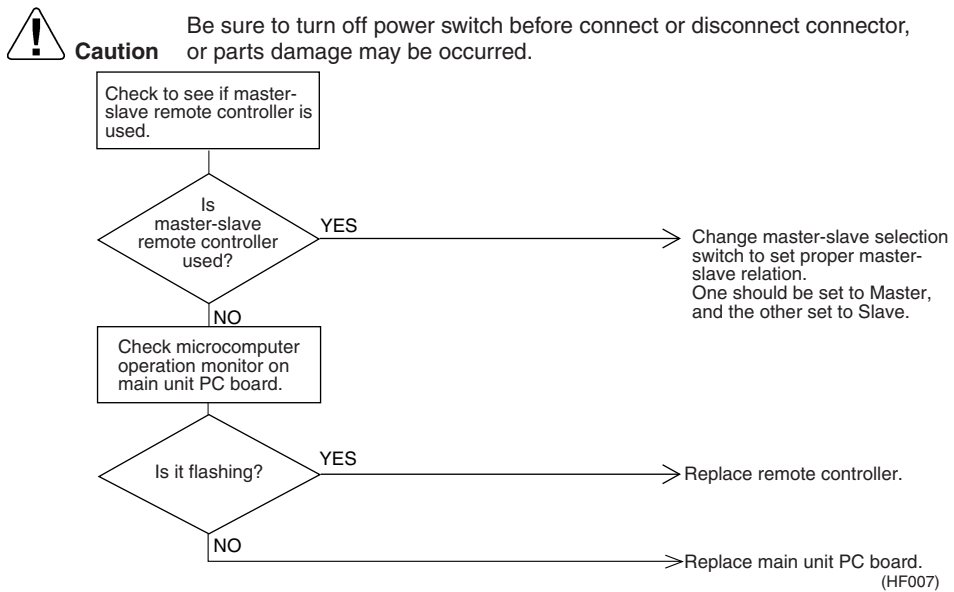 Be sure to turn off power switch before connect or disconnect connector,
Caution or parts damage may be occurred.
Check to see if master-
slave remote controller is
used.
Is
master-slave
remote controller
used?
YES
Change master-slave selection
switch to set proper master-
slave relation.
One should be set to Master,
and the other set to Slave.
NO
Check microcomputer
operation monitor on
main unit PC board.
Is it flashing?
YES
Replace remote controller.
NO
Replace main unit PC board.
(HF007)